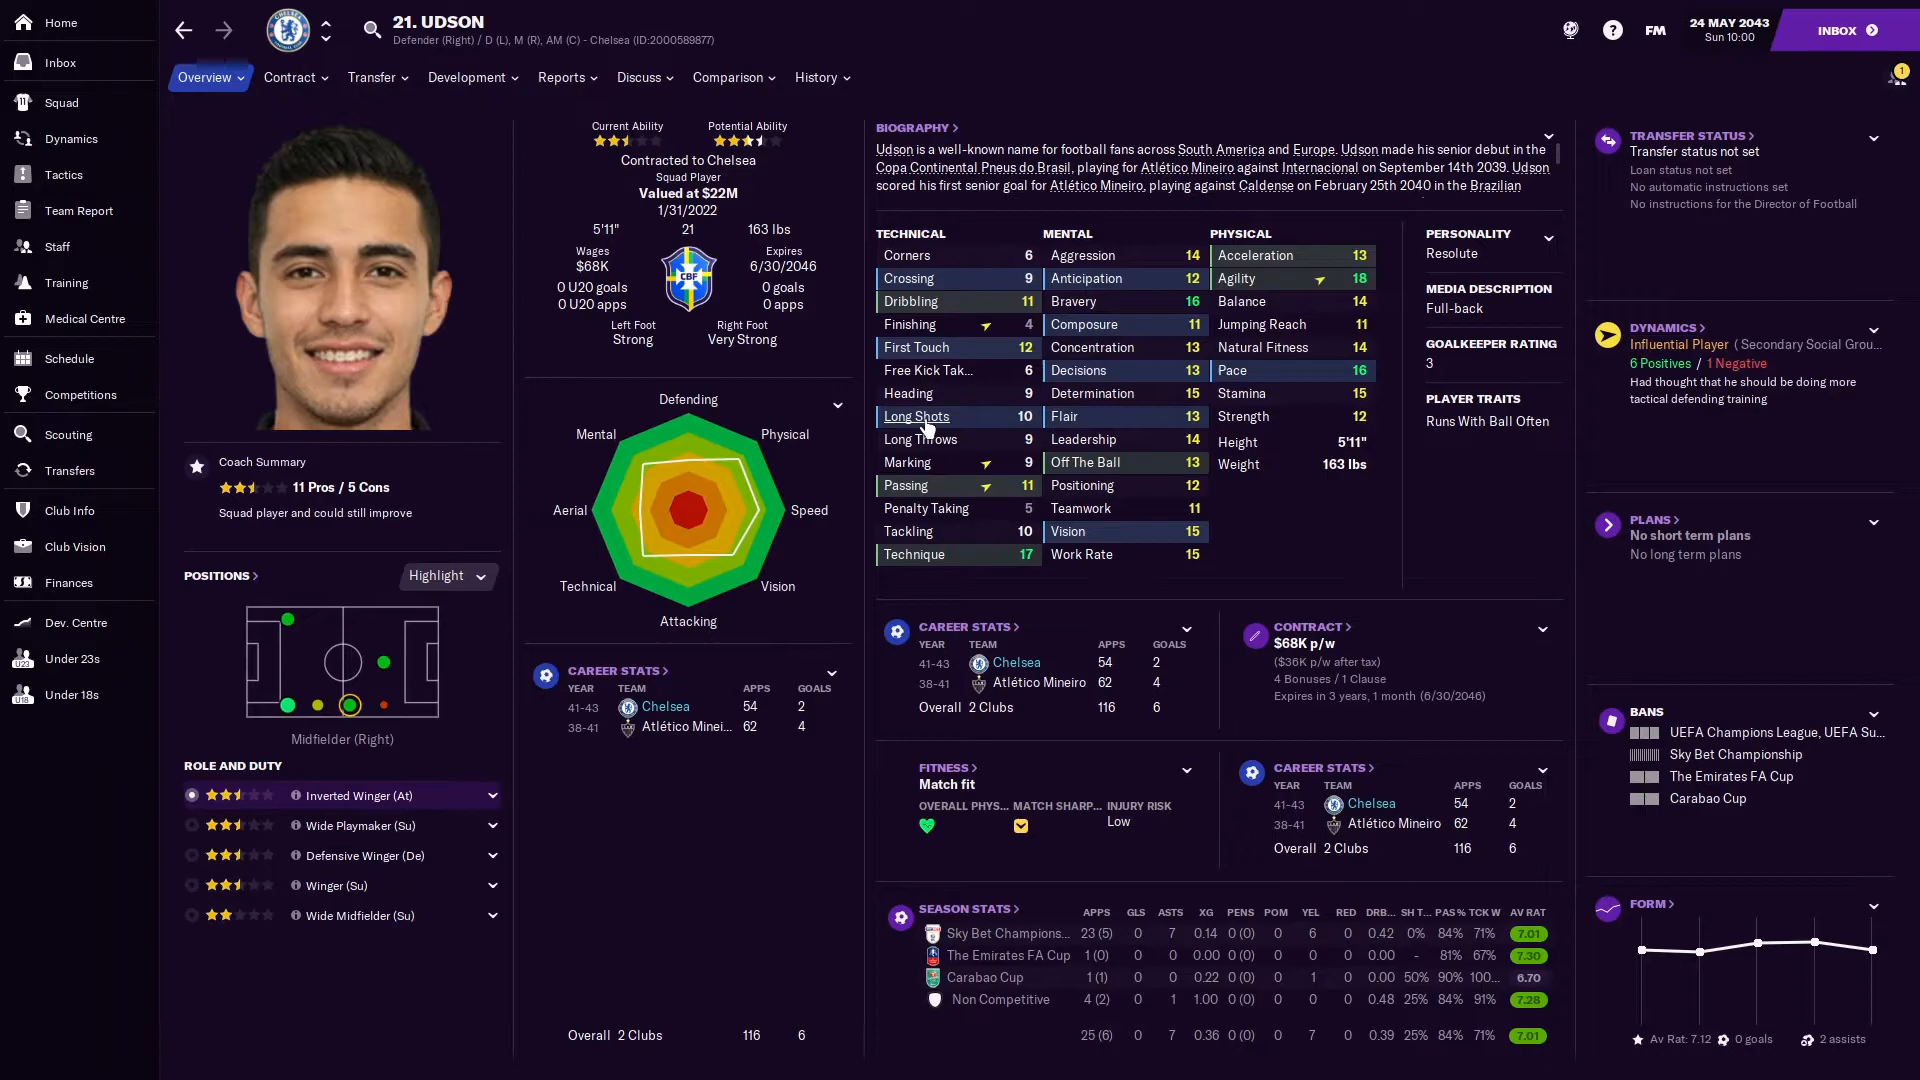 Home
Inbox
Squad
Dynamics
Tactics
Team Report
Staff
Training
Medical Centre
Schedule
Competitions
Scouting
Transfers
Club Info
Club Vision
Finances
Dev. Centre
Under 23s
Under 18s
21. UDSON
Defender (Right) / D (L), M (R), AM (C) - Chelsea (ID:2000589877)
FM
24 MAY 2043
Sun 10:00
INBOX
1
Overview
Contract
Transfer
Development
Reports
Discuss
Comparison
History
Coach Summary
11 Pros / 5 Cons
Squad player and could still improve
POSITIONS
Highlight
Midfielder (Right)
ROLE AND DUTY
Inverted Winger (At)
Wide Playmaker (Su)
Defensive Winger (De)
Winger (Su)
Wide Midfielder (Su)
Current Ability Potential Ability
Contracted to Chelsea
Squad Player
Valued at $22M
1/31/2022
5'11" 21 163 lbs
Wages Expires
$68K 6/30/2046
CBF
0 U20 goals 0 goals
0 U20 apps 0 apps
Left Foot Right Foot
Strong Very Strong
Defending
Mental Physical
Aerial Speed
Technical Vision
Attacking
CAREER STATS
YEAR TEAM APPS GOALS
41-43 Chelsea 54 2
38-41 Atlético Minei... 62 4
Overall 2 Clubs 116 6
BIOGRAPHY
Udson is a well-known name for football fans across South America and Europe. Udson made his senior debut in the
Copa Continental Pneus do Brasil, playing for Atlético Mineiro against Internacional on September 14th 2039. Udson
scored his first senior goal for Atlético Mineiro, playing against Caldense on February 25th 2040 in the Brazilian
TECHNICAL MENTAL PHYSICAL
Corners 6 Aggression 14 Acceleration 13
Crossing 9 Anticipation 12 Agility 18
Dribbling 11 Bravery 16 Balance 14
Finishing 4 Composure 11 Jumping Reach 11
First Touch 12 Concentration 13 Natural Fitness 14
Free Kick Tak... 6 Decisions 13 Pace 16
Heading 9 Determination 15 Stamina 15
Long Shots 10 Flair 13 Strength 12
Long Throws 9 Leadership 14 Height 5'11"
Marking 9 Off The Ball 13 Weight 163 lbs
Passing 11 Positioning 12
Penalty Taking 5 Teamwork 11
Tackling 10 Vision 15
Technique 17 Work Rate 15
PERSONALITY
Resolute
MEDIA DESCRIPTION
Full-back
GOALKEEPER RATING
3
PLAYER TRAITS
Runs With Ball Often
CAREER STATS
YEAR TEAM APPS GOALS
41-43 Chelsea 54 2
38-41 Atlético Mineiro 62 4
Overall 2 Clubs 116 6
CONTRACT
$68K p/w
($36K p/w after tax)
4 Bonuses / 1 Clause
Expires in 3 years, 1 month (6/30/2046)
FITNESS
Match fit
OVERALL PHYS... MATCH SHARP... INJURY RISK
Low
CAREER STATS
YEAR TEAM APPS GOALS
41-43 Chelsea 54 2
38-41 Atlético Mineiro 62 4
Overall 2 Clubs 116 6
SEASON STATS APPS GLS ASTS XG PENS POM YEL RED DRB... SH T... PAS% TCK W AV RAT
Sky Bet Champions... 23 (5) 0 7 0.14 0 (0) 0 6 0 0.42 0% 84% 71% 7.01
The Emirates FA Cup 1 (0) 0 0 0.00 0 (0) 0 0 0 0.00 - 81% 67% 7.30
Carabao Cup 1 (1) 0 0 0.22 0 (0) 0 1 0 0.00 50% 90% 100... 6.70
Non Competitive 4 (2) 0 1 1.00 0 (0) 0 0 0 0.48 25% 84% 91% 7.28
25 (6) 0 7 0.36 0 (0) 0 7 0 0.39 25% 84% 71% 7.01
TRANSFER STATUS
Transfer status not set
Loan status not set
No automatic instructions set
No instructions for the Director of Football
DYNAMICS
Influential Player ( Secondary Social Grou...
6 Positives / 1 Negative
Had thought that he should be doing more
tactical defending training
PLANS
No short term plans
No long term plans
BANS
UEFA Champions League, UEFA Su...
Sky Bet Championship
The Emirates FA Cup
Carabao Cup
FORM
Av Rat: 7.12 0 goals 2 assists